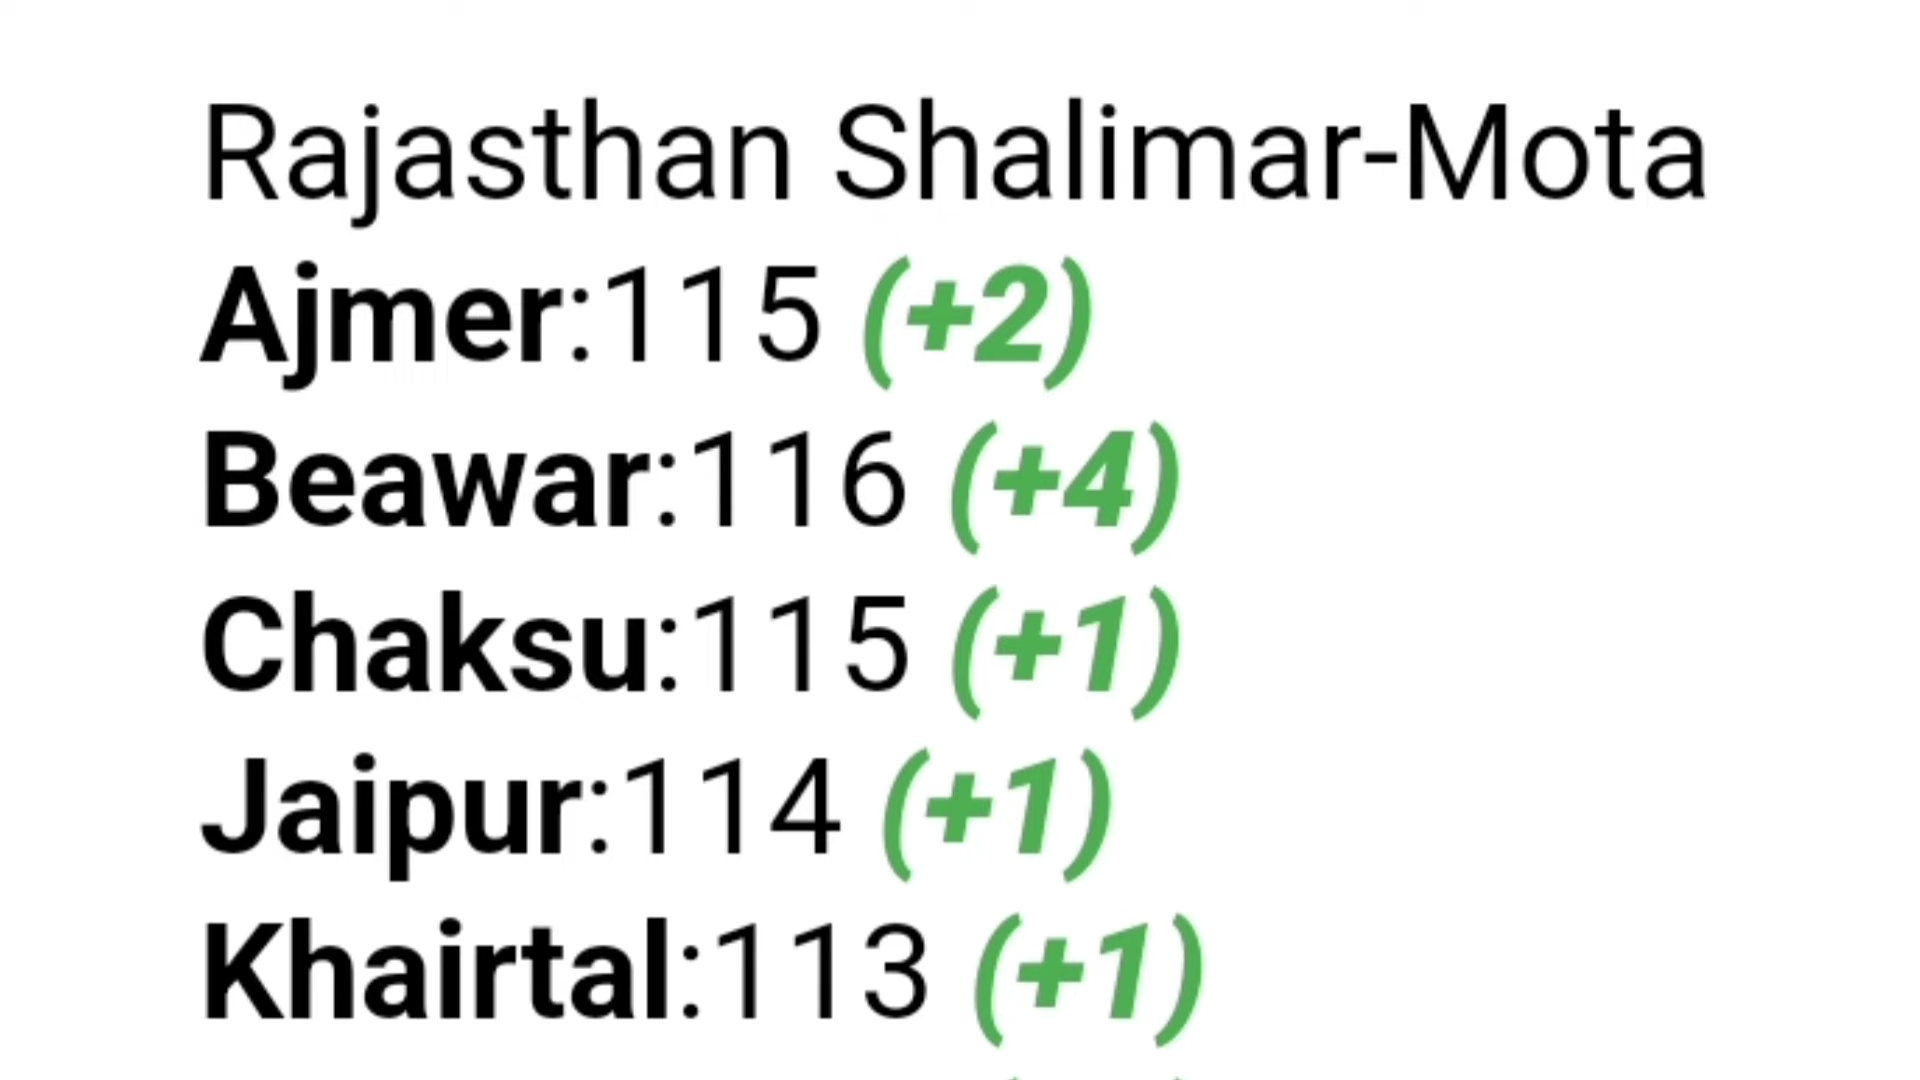 Rajasthan Shalimar-Mota
Ajmer:115 (+2)
Beawar:116 (+4)
Chaksu:115 (+1)
Jaipur:114 (+1)
Khairtal:113 (+1)